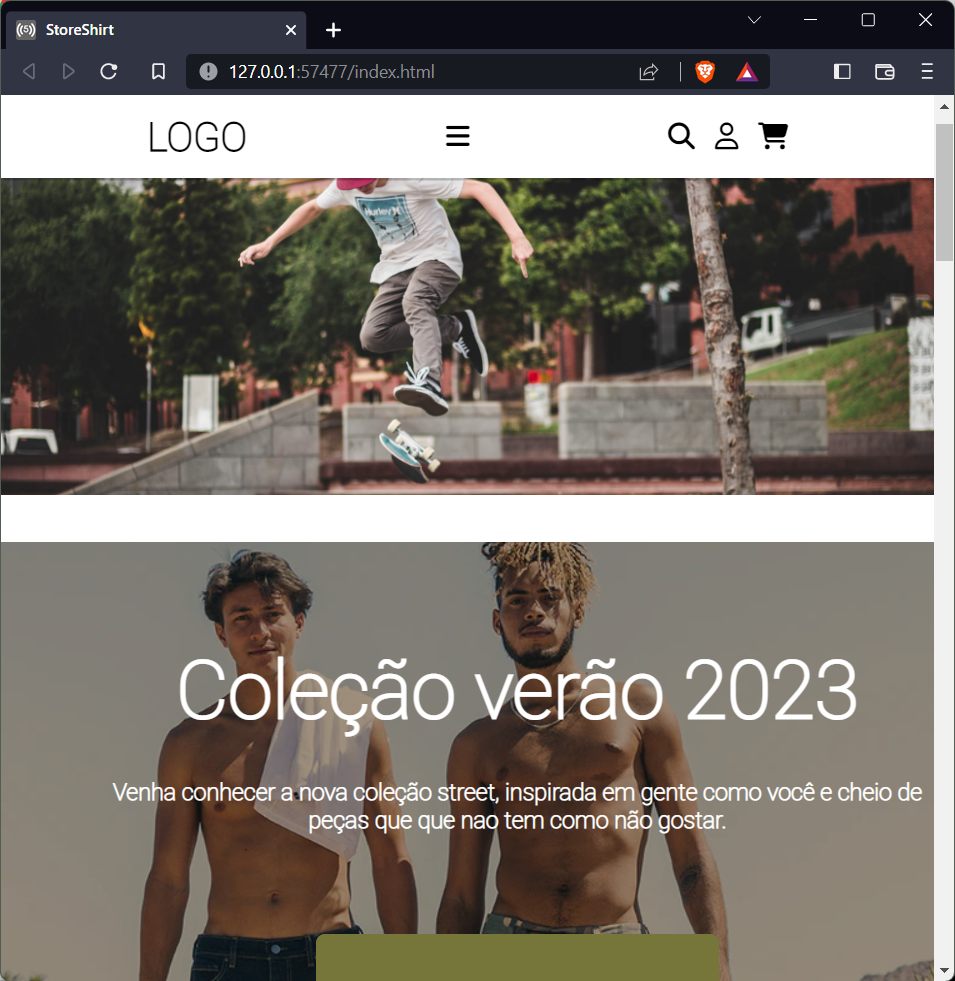 StoreShirt
127.0.0.1:57477/index.html
LOGO
Hurley
Coleção verão 2023
Venha conhecer a nova coleção street, inspirada em gente como você e cheio de
peças que que nao tem como não gostar.